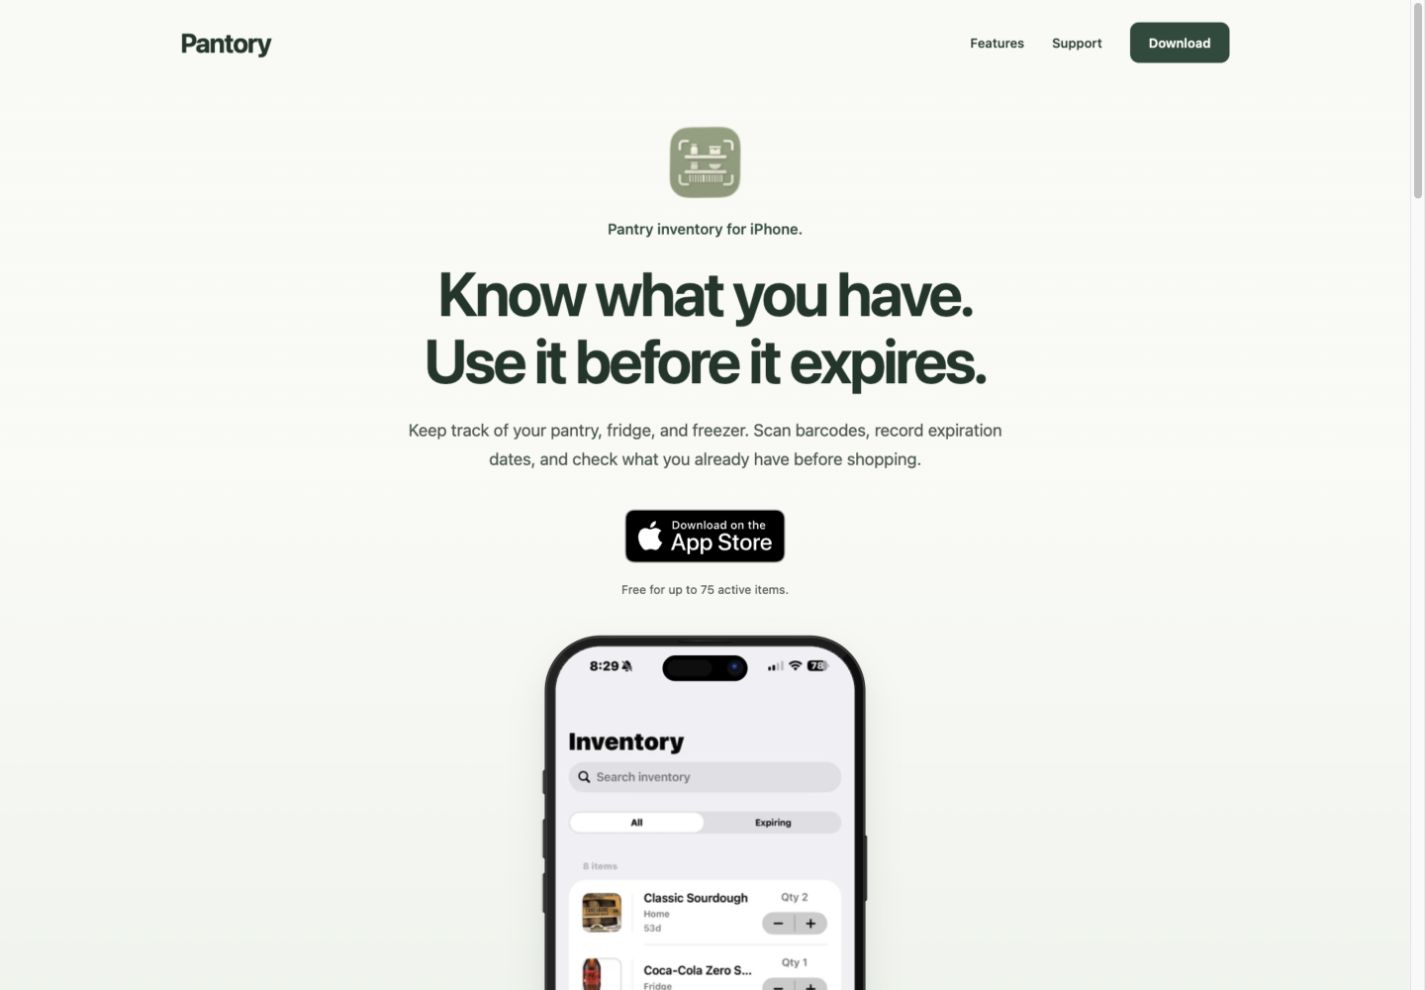 Pantory
Features
Support
Download
Pantry inventory for iPhone.
Know what you have.
Use it before it expires.
Keep track of your pantry, fridge, and freezer. Scan barcodes, record expiration
dates, and check what you already have before shopping.
Download on the
App Store
Free for up to 75 active items.
8:29
78
Inventory
Search inventory
All
Expiring
8 items
Classic Sourdough
Qty 2
Home
53d
− +
Qty 1
Coca-Cola Zero S...
Fridge
− +